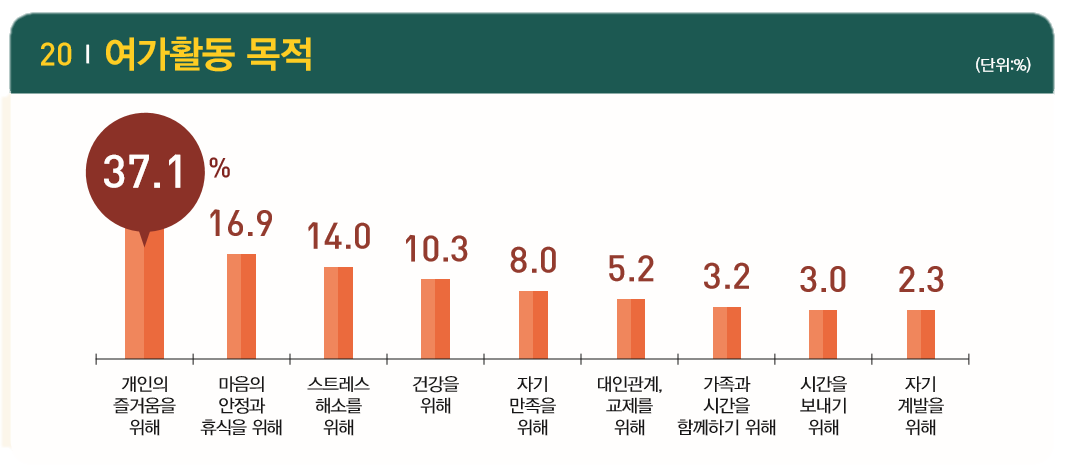 20 | 여가활동 목적
(단위:%)
37.1 %
16.9
14.0
10.3
8.0
5.2
3.2
3.0
2.3
개인의
즐거움을
위해
마음의
안정과
휴식을 위해
스트레스
해소를
위해
건강을
위해
자기
만족을
위해
대인관계,
교제를
위해
가족과
시간을
함께하기 위해
시간을
보내기
위해
자기
계발을
위해